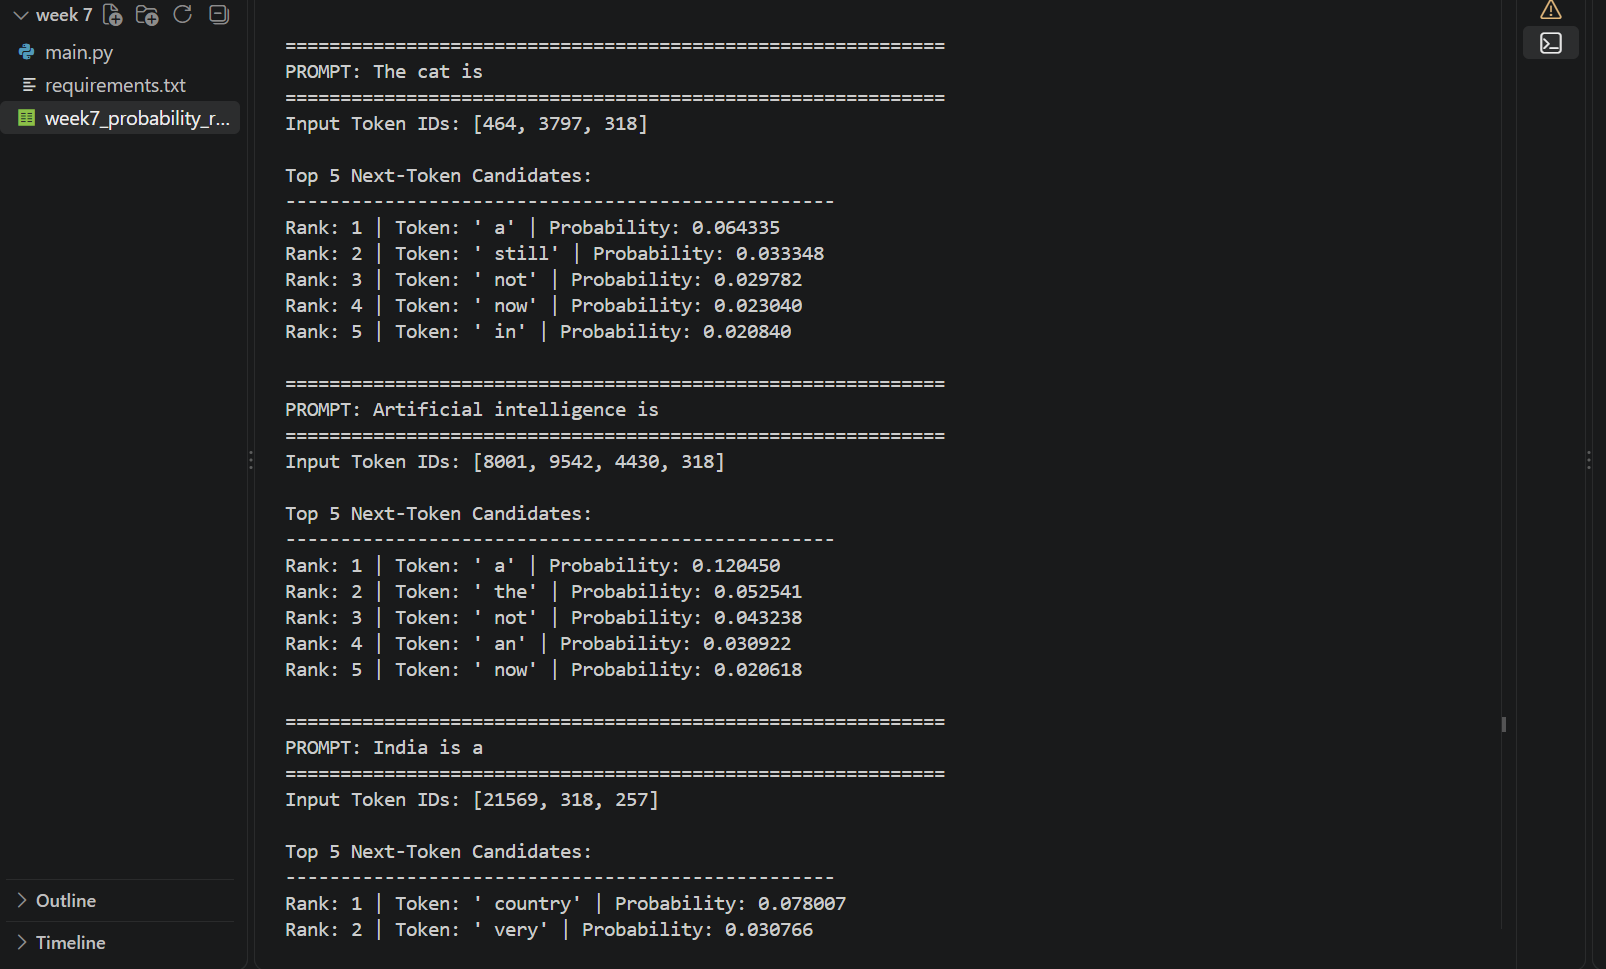 week 7
main.py
requirements.txt
week7_probability_r...
Outline
Timeline
============================================================
PROMPT: The cat is
============================================================
Input Token IDs: [464, 3797, 318]
Top 5 Next-Token Candidates:
--------------------------------------------------
Rank: 1 | Token: ' a' | Probability: 0.064335
Rank: 2 | Token: ' still' | Probability: 0.033348
Rank: 3 | Token: ' not' | Probability: 0.029782
Rank: 4 | Token: ' now' | Probability: 0.023040
Rank: 5 | Token: ' in' | Probability: 0.020840
============================================================
PROMPT: Artificial intelligence is
============================================================
Input Token IDs: [8001, 9542, 4430, 318]
Top 5 Next-Token Candidates:
--------------------------------------------------
Rank: 1 | Token: ' a' | Probability: 0.120450
Rank: 2 | Token: ' the' | Probability: 0.052541
Rank: 3 | Token: ' not' | Probability: 0.043238
Rank: 4 | Token: ' an' | Probability: 0.030922
Rank: 5 | Token: ' now' | Probability: 0.020618
============================================================
PROMPT: India is a
============================================================
Input Token IDs: [21569, 318, 257]
Top 5 Next-Token Candidates:
--------------------------------------------------
Rank: 1 | Token: ' country' | Probability: 0.078007
Rank: 2 | Token: ' very' | Probability: 0.030766